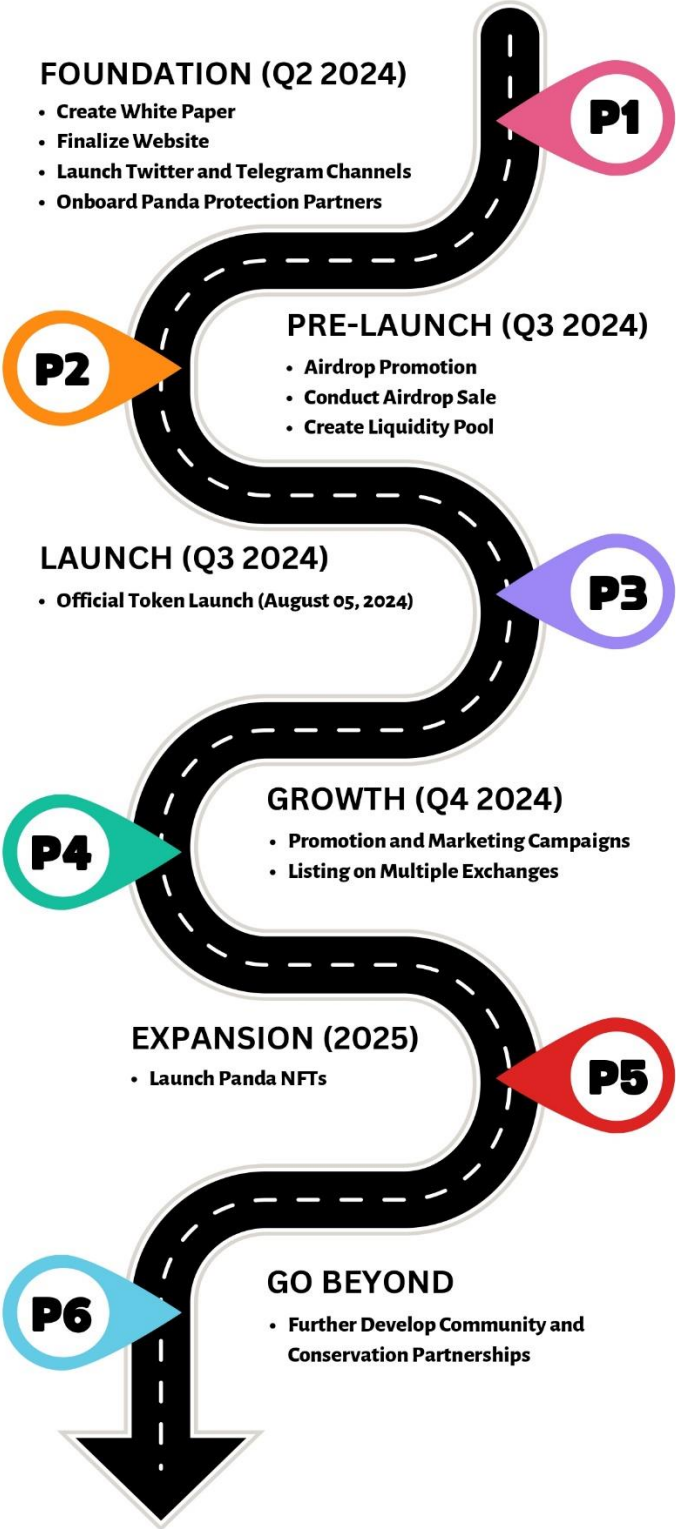 FOUNDATION (Q2 2024)
• Create White Paper
• Finalize Website
• Launch Twitter and Telegram Channels
• Onboard Panda Protection Partners
P1
PRE-LAUNCH (Q3 2024)
• Airdrop Promotion
• Conduct Airdrop Sale
• Create Liquidity Pool
P2
LAUNCH (Q3 2024)
• Official Token Launch (August 05, 2024)
P3
GROWTH (Q4 2024)
• Promotion and Marketing Campaigns
• Listing on Multiple Exchanges
P4
EXPANSION (2025)
• Launch Panda NFTs
P5
GO BEYOND
• Further Develop Community and
Conservation Partnerships
P6